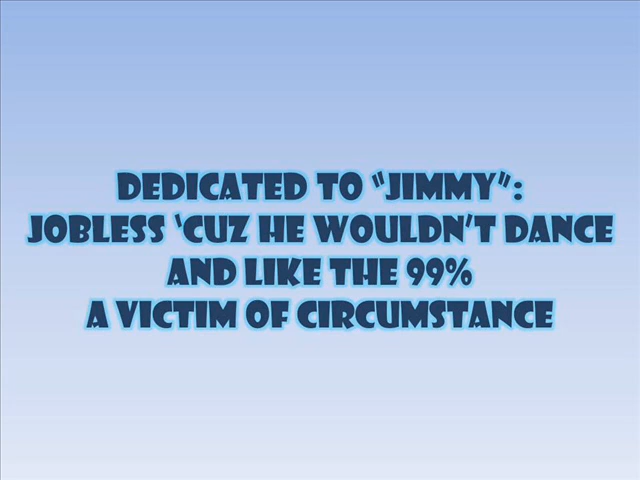 DEDICATED TO "JIMMY":
JOBLESS 'CUZ HE WOULDN'T DANCE
AND LIKE THE 99%
A VICTIM OF CIRCUMSTANCE